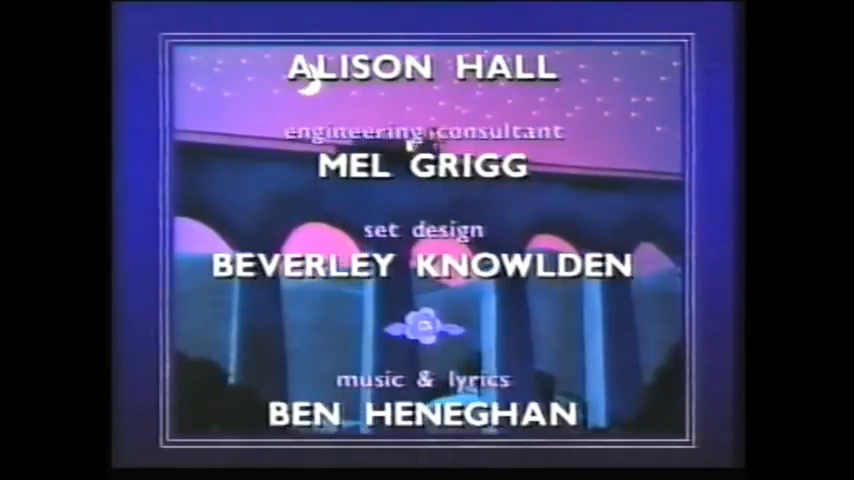 ALISON HALL
engineering consultant
MEL GRIGG
set design
BEVERLEY KNOWLDEN
music & lyrics
BEN HENEGHAN